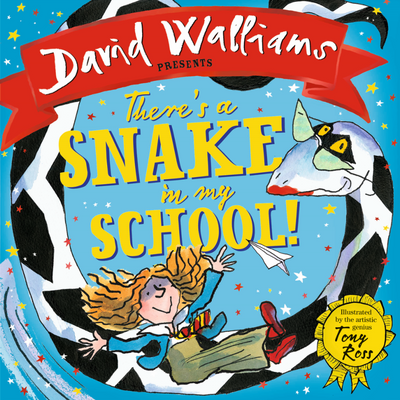 David Walliams
PRESENTS
There's a
SNAKE
in my
SCHOOL!
Illustrated
by the artistic
genius
Tony
Ross